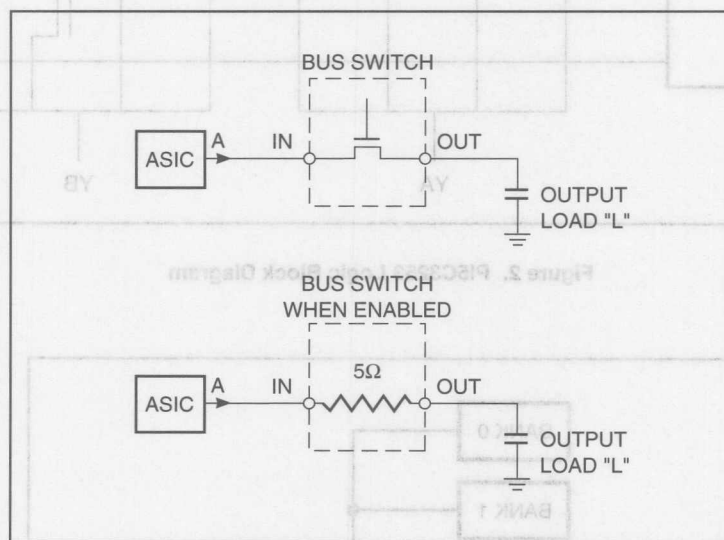 BUS SWITCH
ASIC
A
IN
OUT
OUTPUT
LOAD "L"
YB
YA
Figure 2. PI5C3253 Logic Block Diagram
BUS SWITCH
WHEN ENABLED
5Ω
ASIC
A
IN
OUT
OUTPUT
LOAD "L"
BANK 0
BANK 1